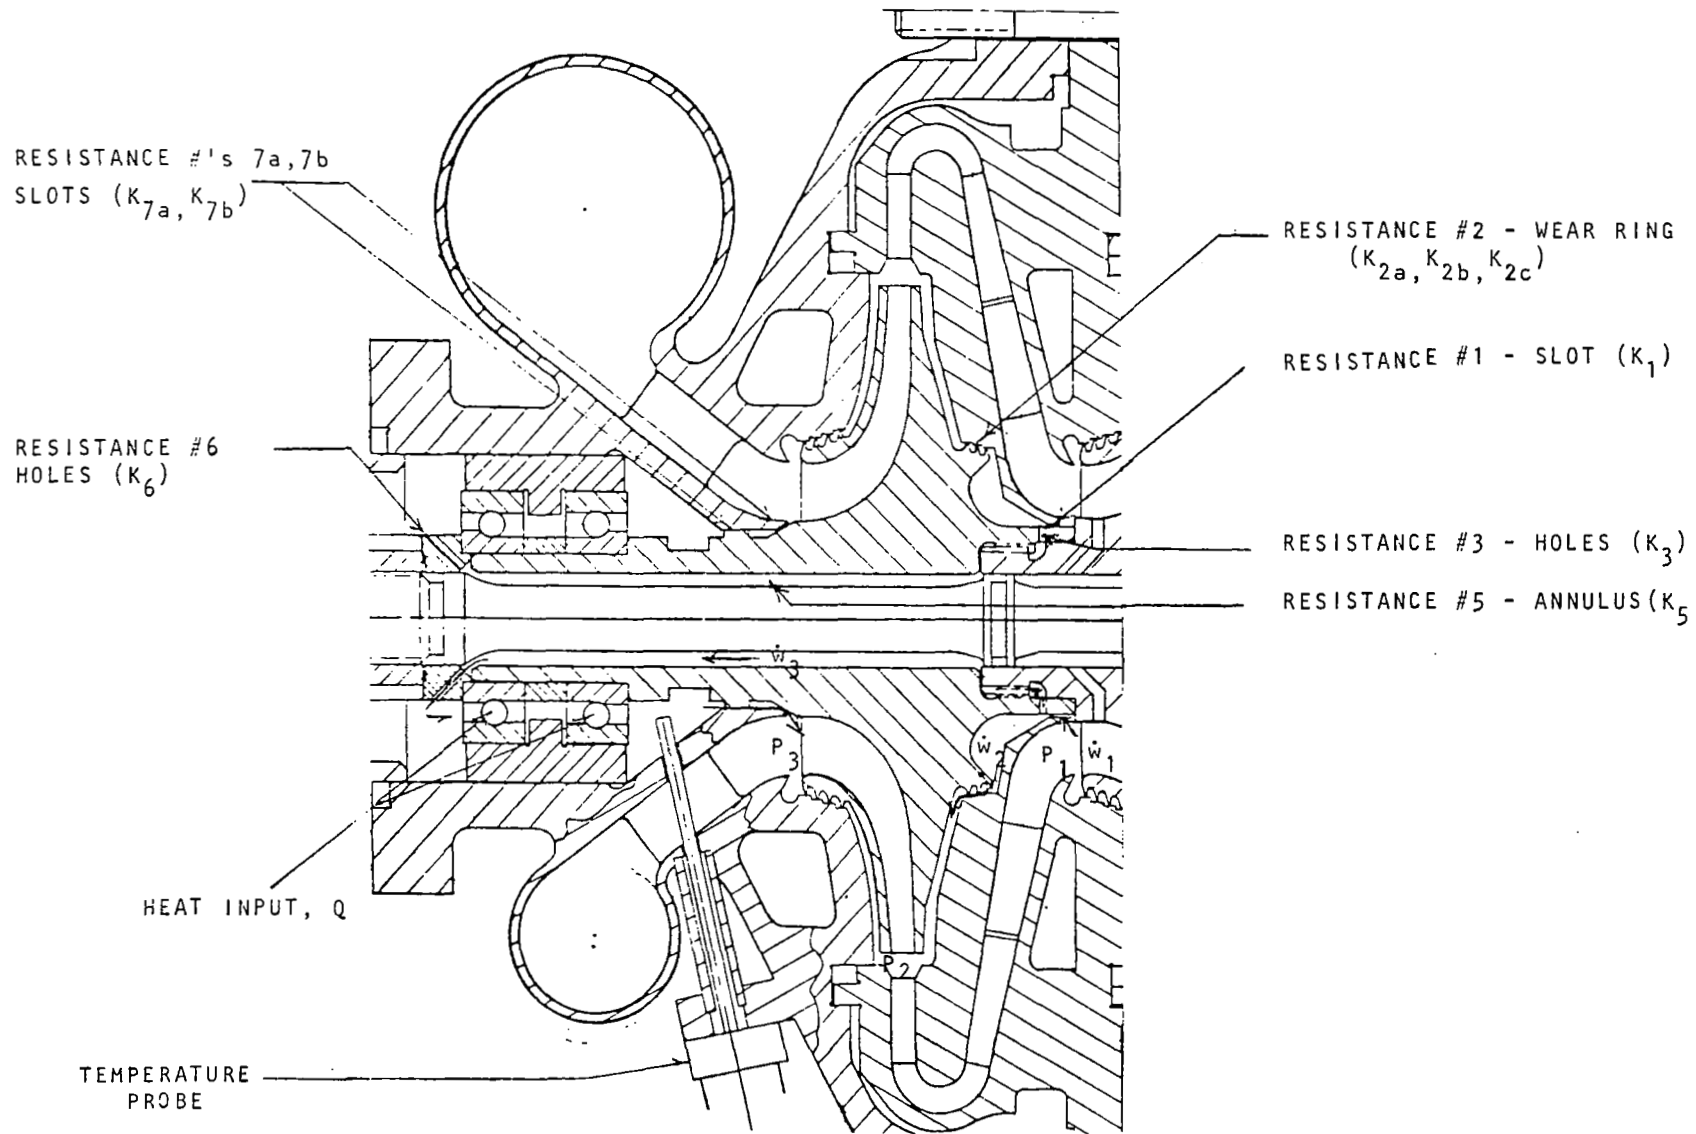 RESISTANCE #'s 7a,7b
SLOTS (K7a, K7b)
RESISTANCE #2 - WEAR RING
(K2a, K2b, K2c)
RESISTANCE #1 - SLOT (K1)
RESISTANCE #6
HOLES (K6)
RESISTANCE #3 - HOLES (K3)
RESISTANCE #5 - ANNULUS(K5
ẇ3
P3
ẇ2
P1
ẇ1
HEAT INPUT, Q
P2
TEMPERATURE
PROBE